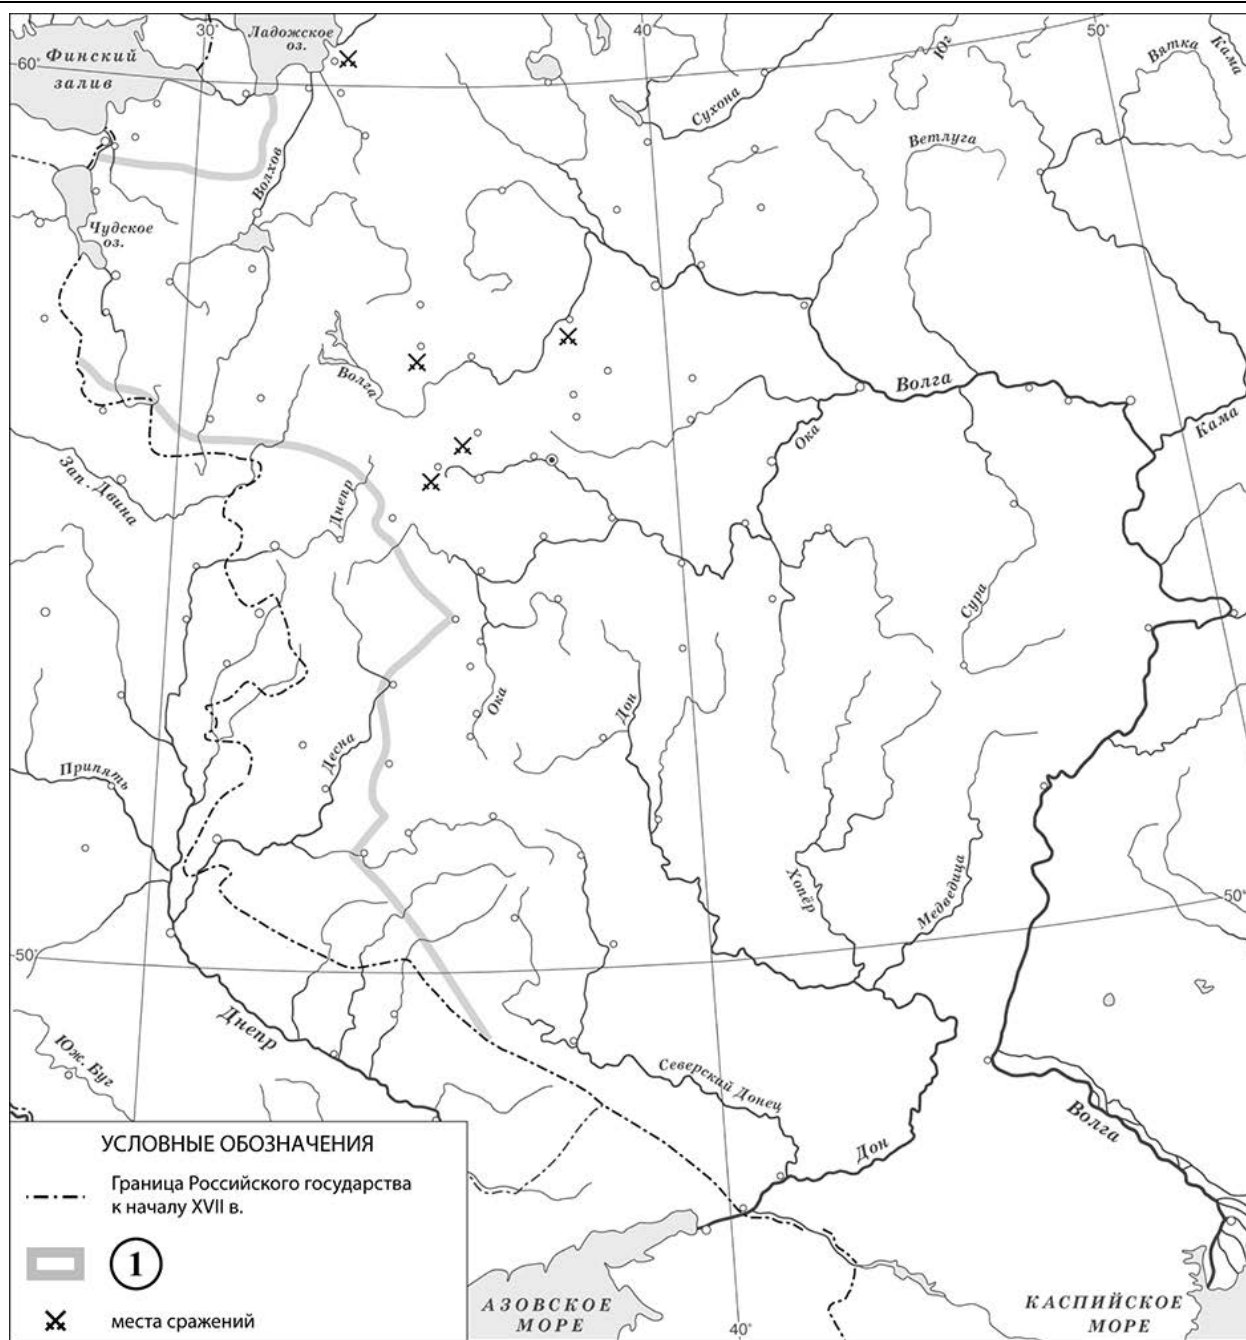 30°
Ладожское
оз.
40°
50°
Финский
залив
60°
Юг
Вятка
Кама
Сухона
Ветлуга
Волхов
Чудское
оз.
Волга
Волга
Ока
Кама
Зап. Двина
Днепр
Сура
Ока
Дон
Десна
Припять
Хопёр
Медведица
50°
50°
Днепр
Юж. Буг
Северский Донец
Волга
Дон
УСЛОВНЫЕ ОБОЗНАЧЕНИЯ
Граница Российского государства
к началу XVII в.
1
места сражений
АЗОВСКОЕ
МОРЕ
КАСПИЙСКОЕ
МОРЕ
40°